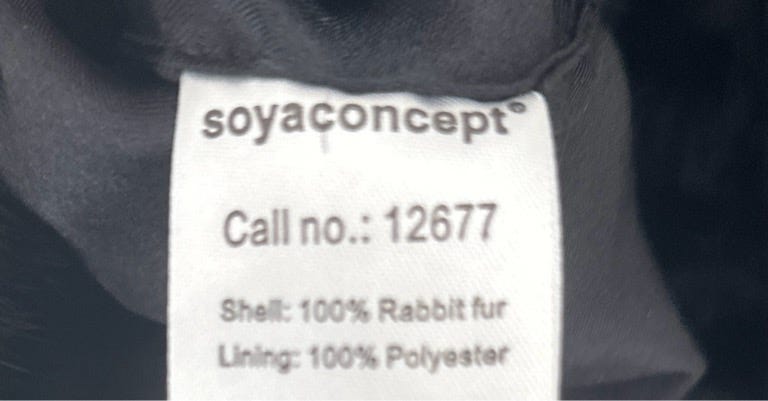 soyaconcept®
Call no.: 12677
Shell: 100% Rabbit fur
Lining: 100% Polyester